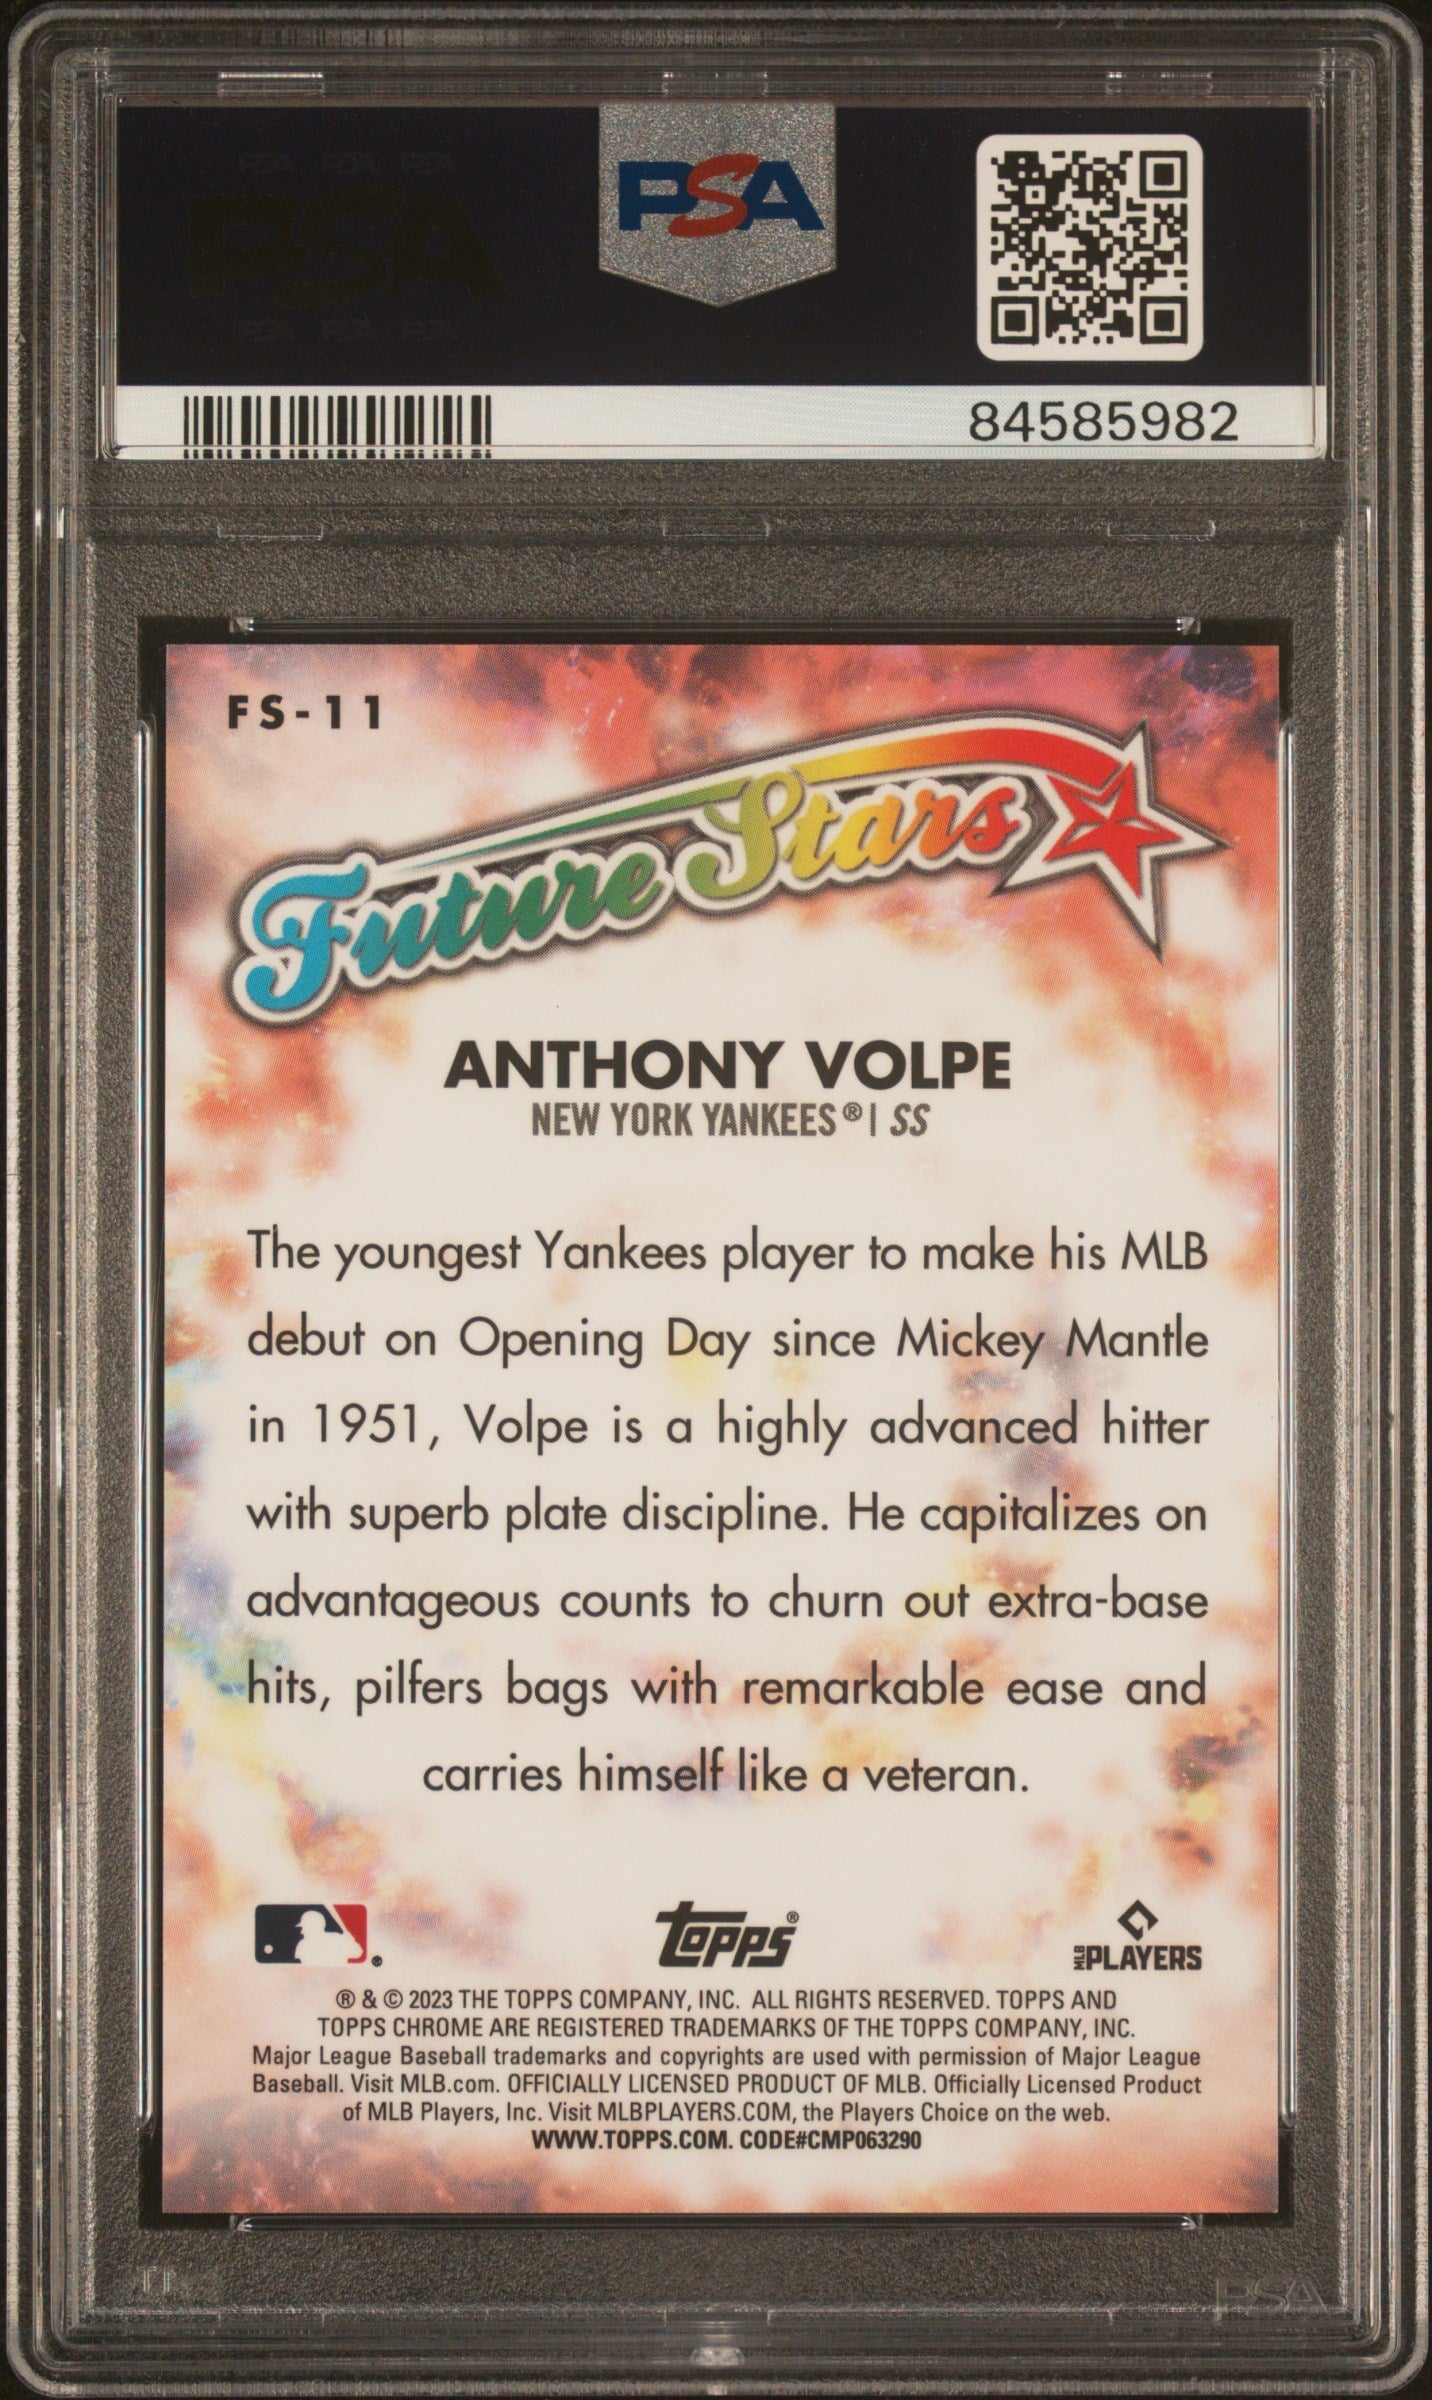 PSA
84585982
FS-11
Future Stars
ANTHONY VOLPE
NEW YORK YANKEES® | SS
The youngest Yankees player to make his MLB
debut on Opening Day since Mickey Mantle
in 1951, Volpe is a highly advanced hitter
with superb plate discipline. He capitalizes on
advantageous counts to churn out extra-base
hits, pilfers bags with remarkable ease and
carries himself like a veteran.
Topps®
MLB PLAYERS
® & © 2023 THE TOPPS COMPANY, INC. ALL RIGHTS RESERVED. TOPPS AND
TOPPS CHROME ARE REGISTERED TRADEMARKS OF THE TOPPS COMPANY, INC.
Major League Baseball trademarks and copyrights are used with permission of Major League
Baseball. Visit MLB.com. OFFICIALLY LICENSED PRODUCT OF MLB. Officially Licensed Product
of MLB Players, Inc. Visit MLBPLAYERS.COM, the Players Choice on the web.
WWW.TOPPS.COM. CODE#CMP063290
PSA